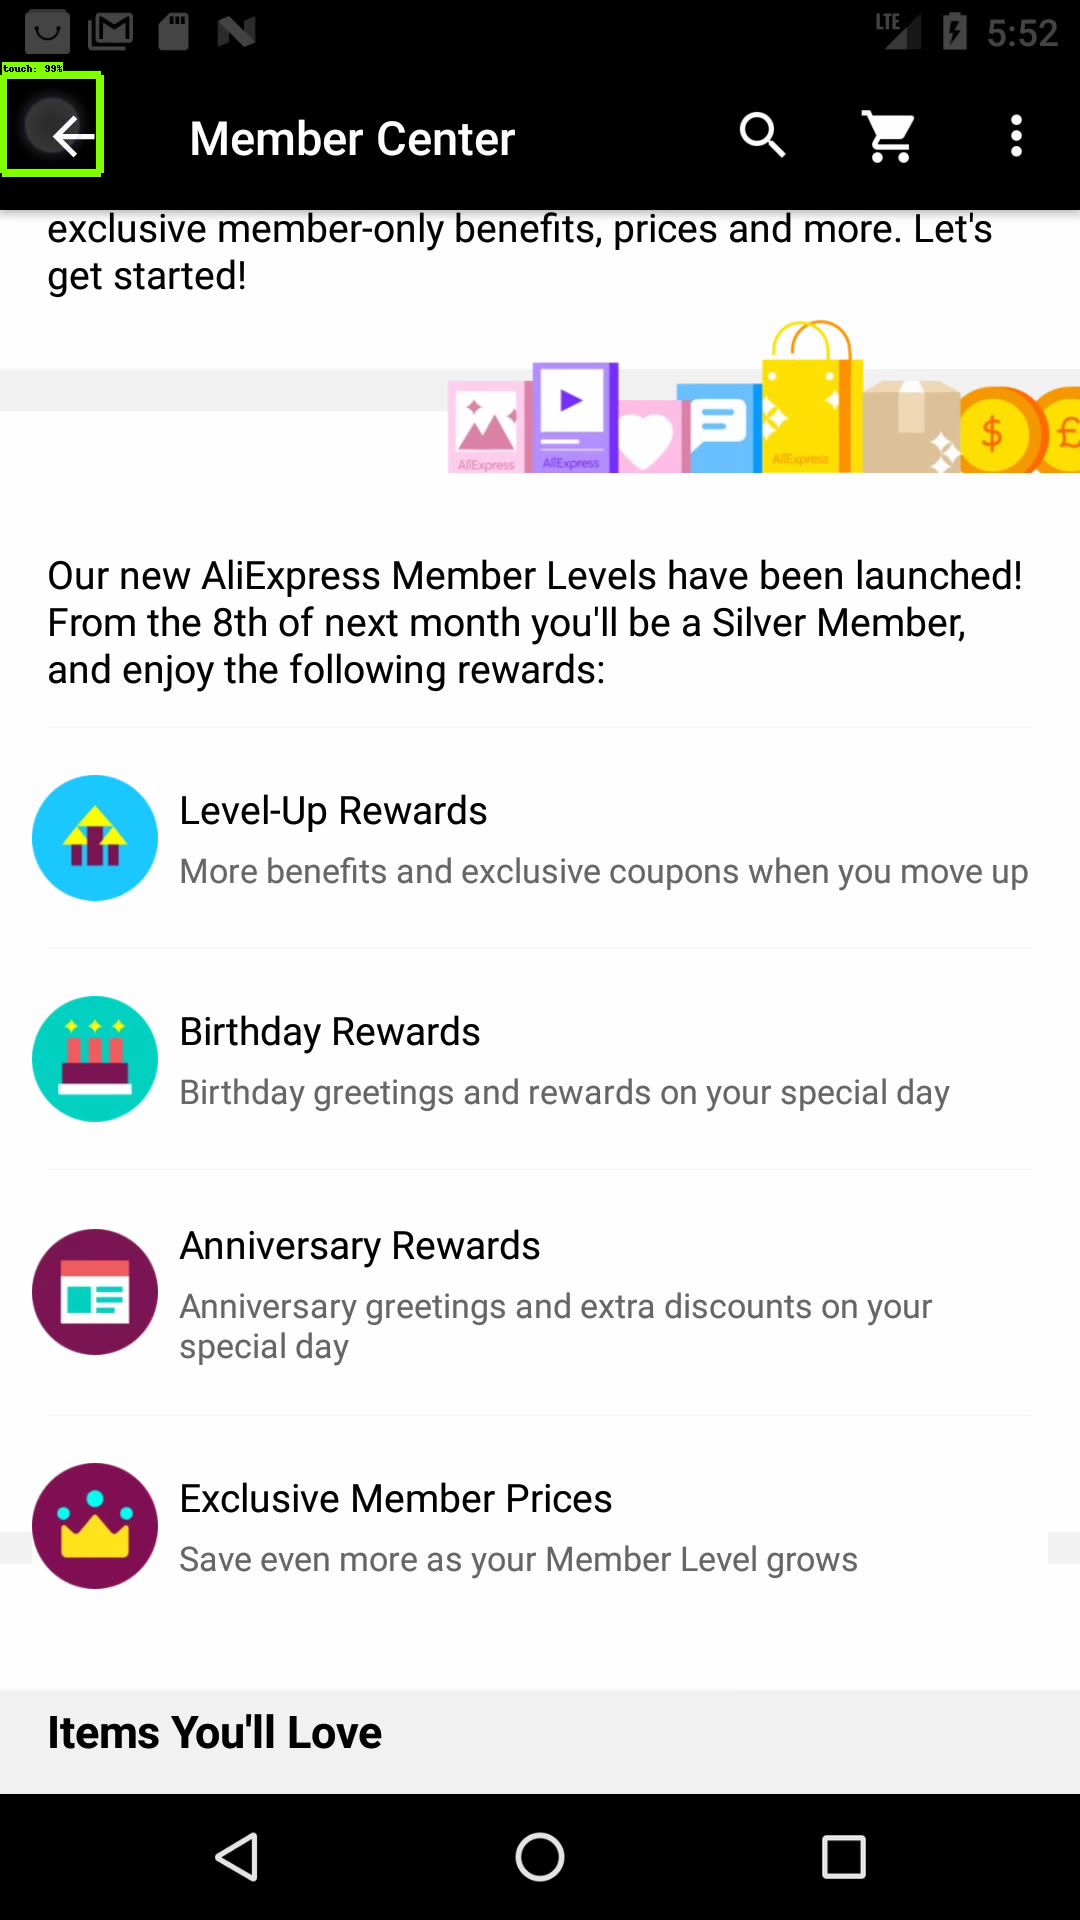 LTE 5:52
touch: 99%
Member Center
exclusive member-only benefits, prices and more. Let's
get started!
AliExpress
AliExpress
AliExpress
$
£
Our new AliExpress Member Levels have been launched!
From the 8th of next month you'll be a Silver Member,
and enjoy the following rewards:
Level-Up Rewards
More benefits and exclusive coupons when you move up
Birthday Rewards
Birthday greetings and rewards on your special day
Anniversary Rewards
Anniversary greetings and extra discounts on your
special day
Exclusive Member Prices
Save even more as your Member Level grows
Items You'll Love